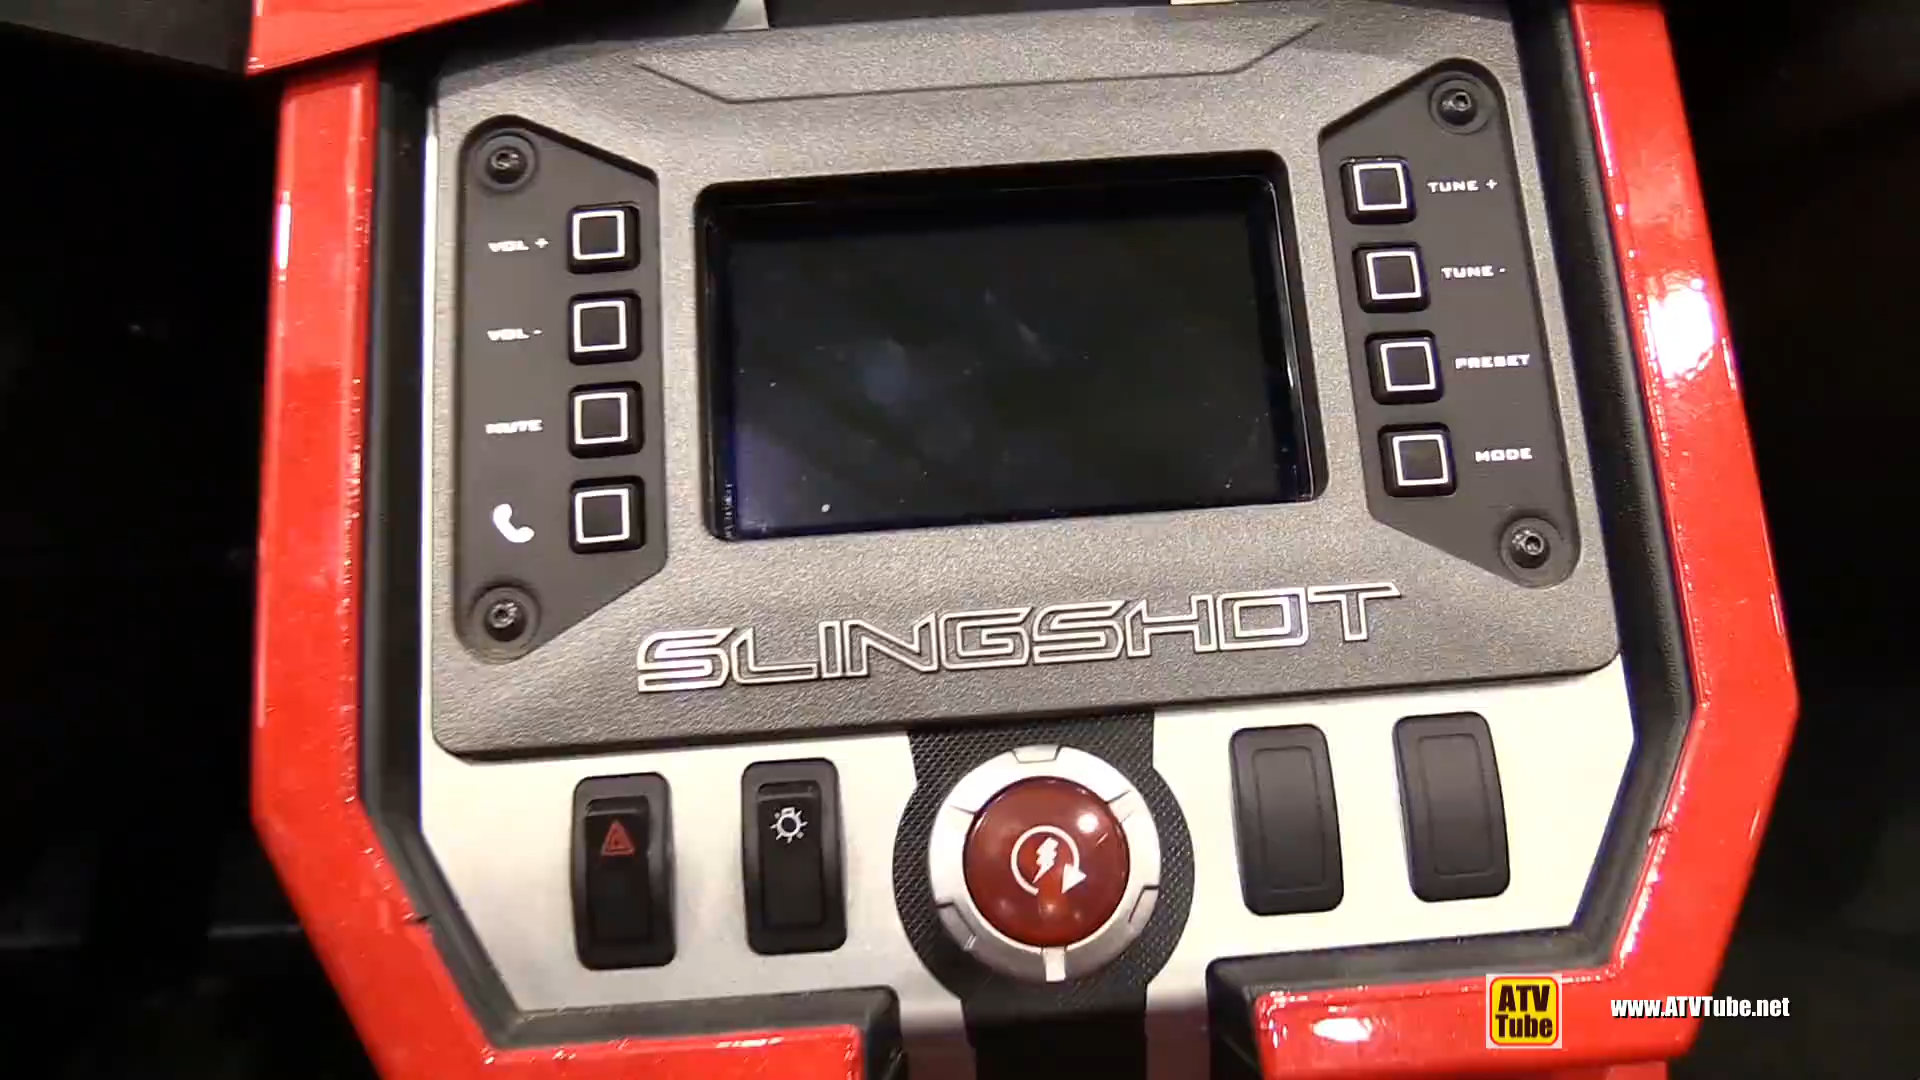 VOL +
VOL -
MUTE
TUNE +
TUNE -
PRESET
MODE
SLINGSHOT
ATV
Tube
www.ATVTube.net